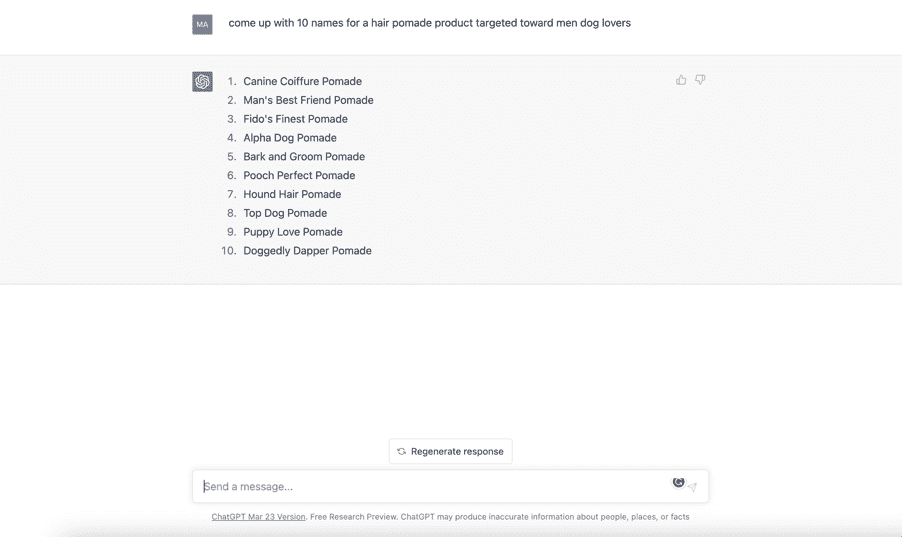 MA
come up with 10 names for a hair pomade product targeted toward men dog lovers
1. Canine Coiffure Pomade
2. Man's Best Friend Pomade
3. Fido's Finest Pomade
4. Alpha Dog Pomade
5. Bark and Groom Pomade
6. Pooch Perfect Pomade
7. Hound Hair Pomade
8. Top Dog Pomade
9. Puppy Love Pomade
10. Doggedly Dapper Pomade
Regenerate response
Send a message...
ChatGPT Mar 23 Version. Free Research Preview. ChatGPT may produce inaccurate information about people, places, or facts